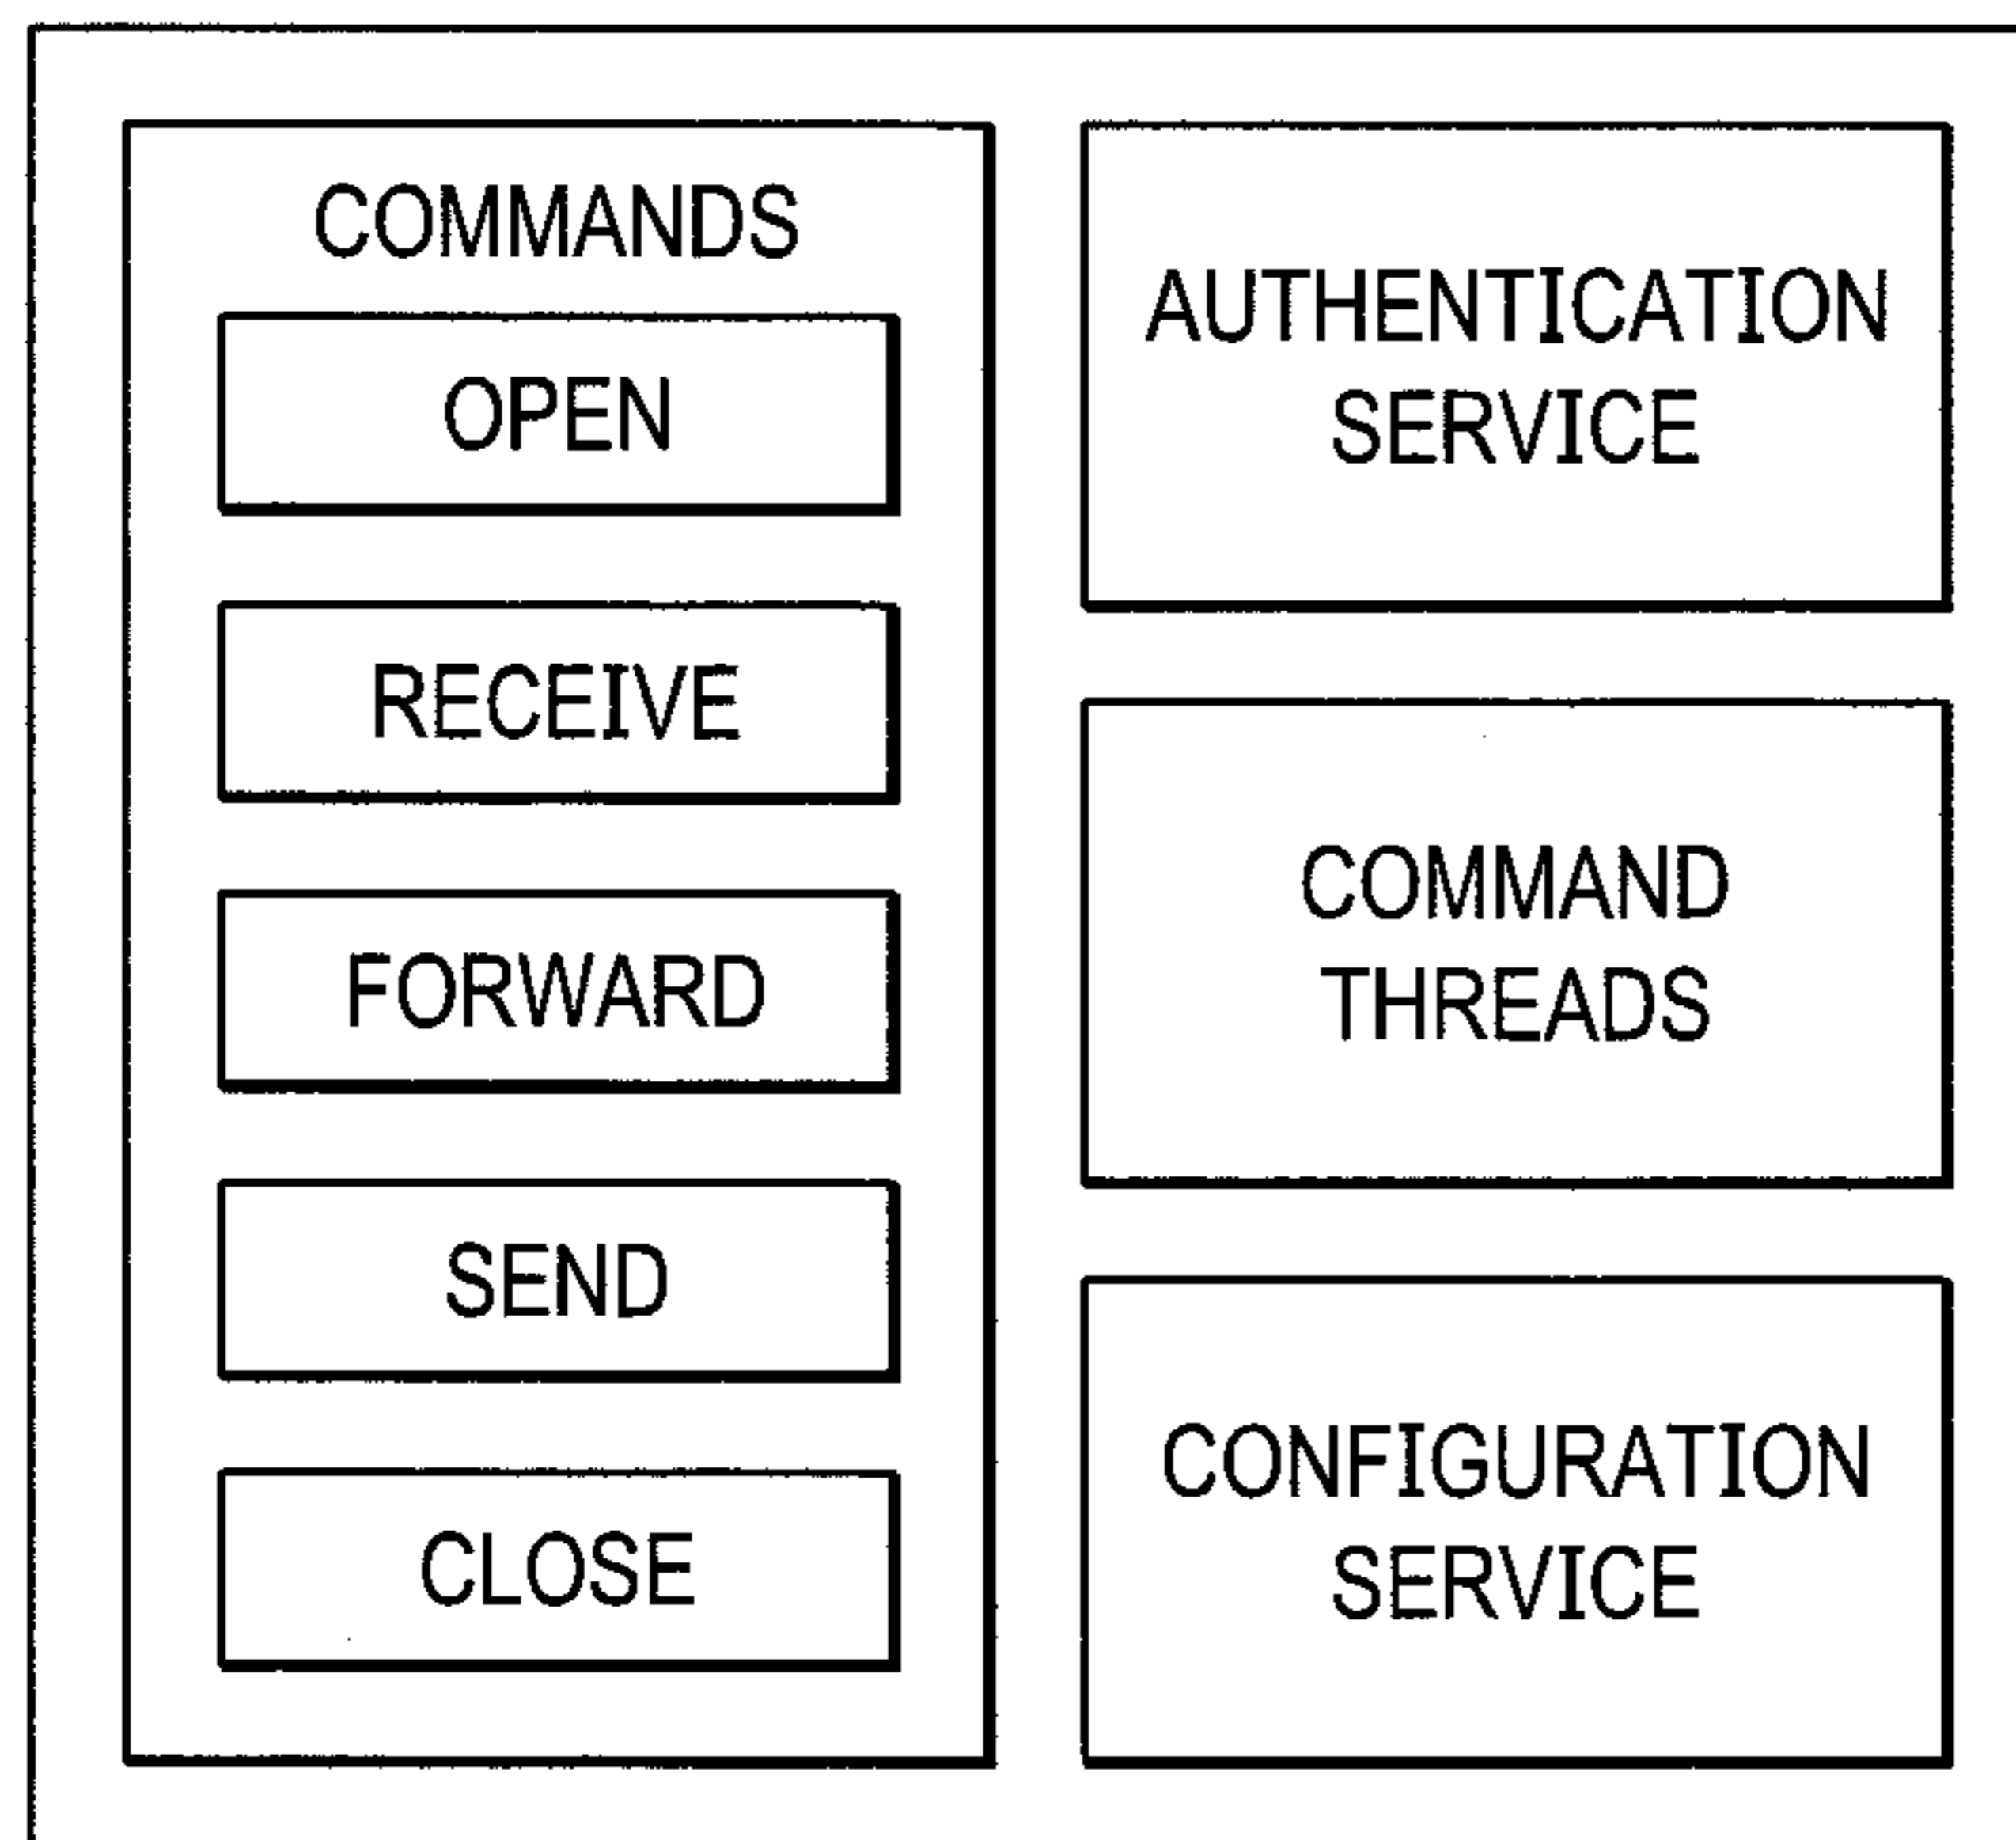 COMMANDS
OPEN
RECEIVE
FORWARD
SEND
CLOSE
AUTHENTICATION
SERVICE
COMMAND
THREADS
CONFIGURATION
SERVICE